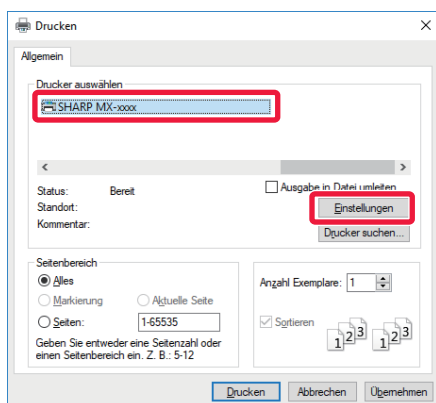 Drucken
Allgemein
Drucker auswählen
SHARP MX-xxxx
Status: Bereit
Ausgabe in Datei umleiten
Standort:
Einstellungen
Kommentar:
Drucker suchen...
Seitenbereich
Alles
Markierung Aktuelle Seite
Seiten: 1-65535
Geben Sie entweder eine Seitenzahl oder
einen Seitenbereich ein. Z. B.: 5-12
Anzahl Exemplare: 1
Sortieren
1 2 3 1 2 3
Drucken Abbrechen Übernehmen